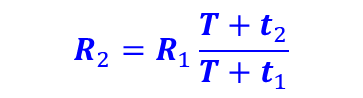 R₂ = R₁ (T + t₂)/(T + t₁)